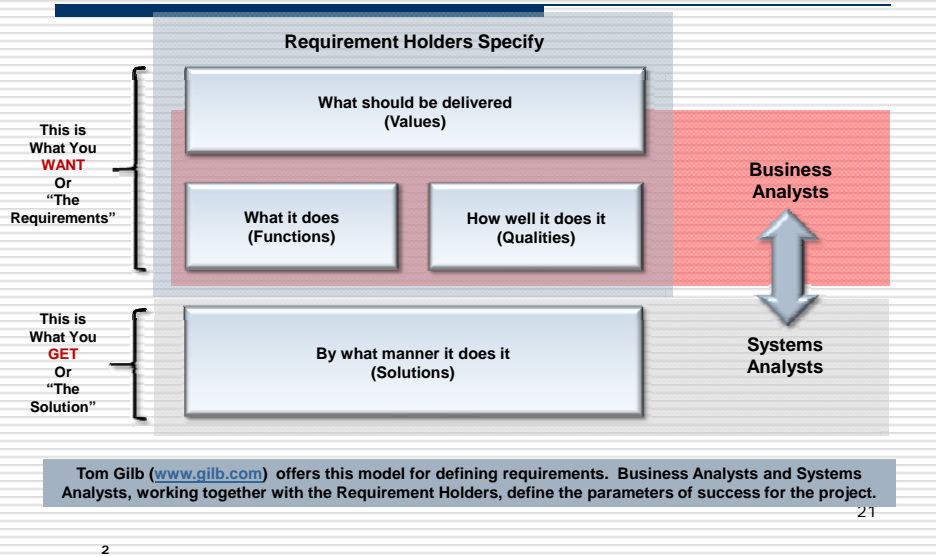 Requirement Holders Specify
What should be delivered
(Values)
This is
What You
WANT
Or
“The
Requirements”
What it does
(Functions)
How well it does it
(Qualities)
Business
Analysts
This is
What You
GET
Or
“The
Solution”
By what manner it does it
(Solutions)
Systems
Analysts
Tom Gilb (www.gilb.com) offers this model for defining requirements. Business Analysts and Systems
Analysts, working together with the Requirement Holders, define the parameters of success for the project.
21
2